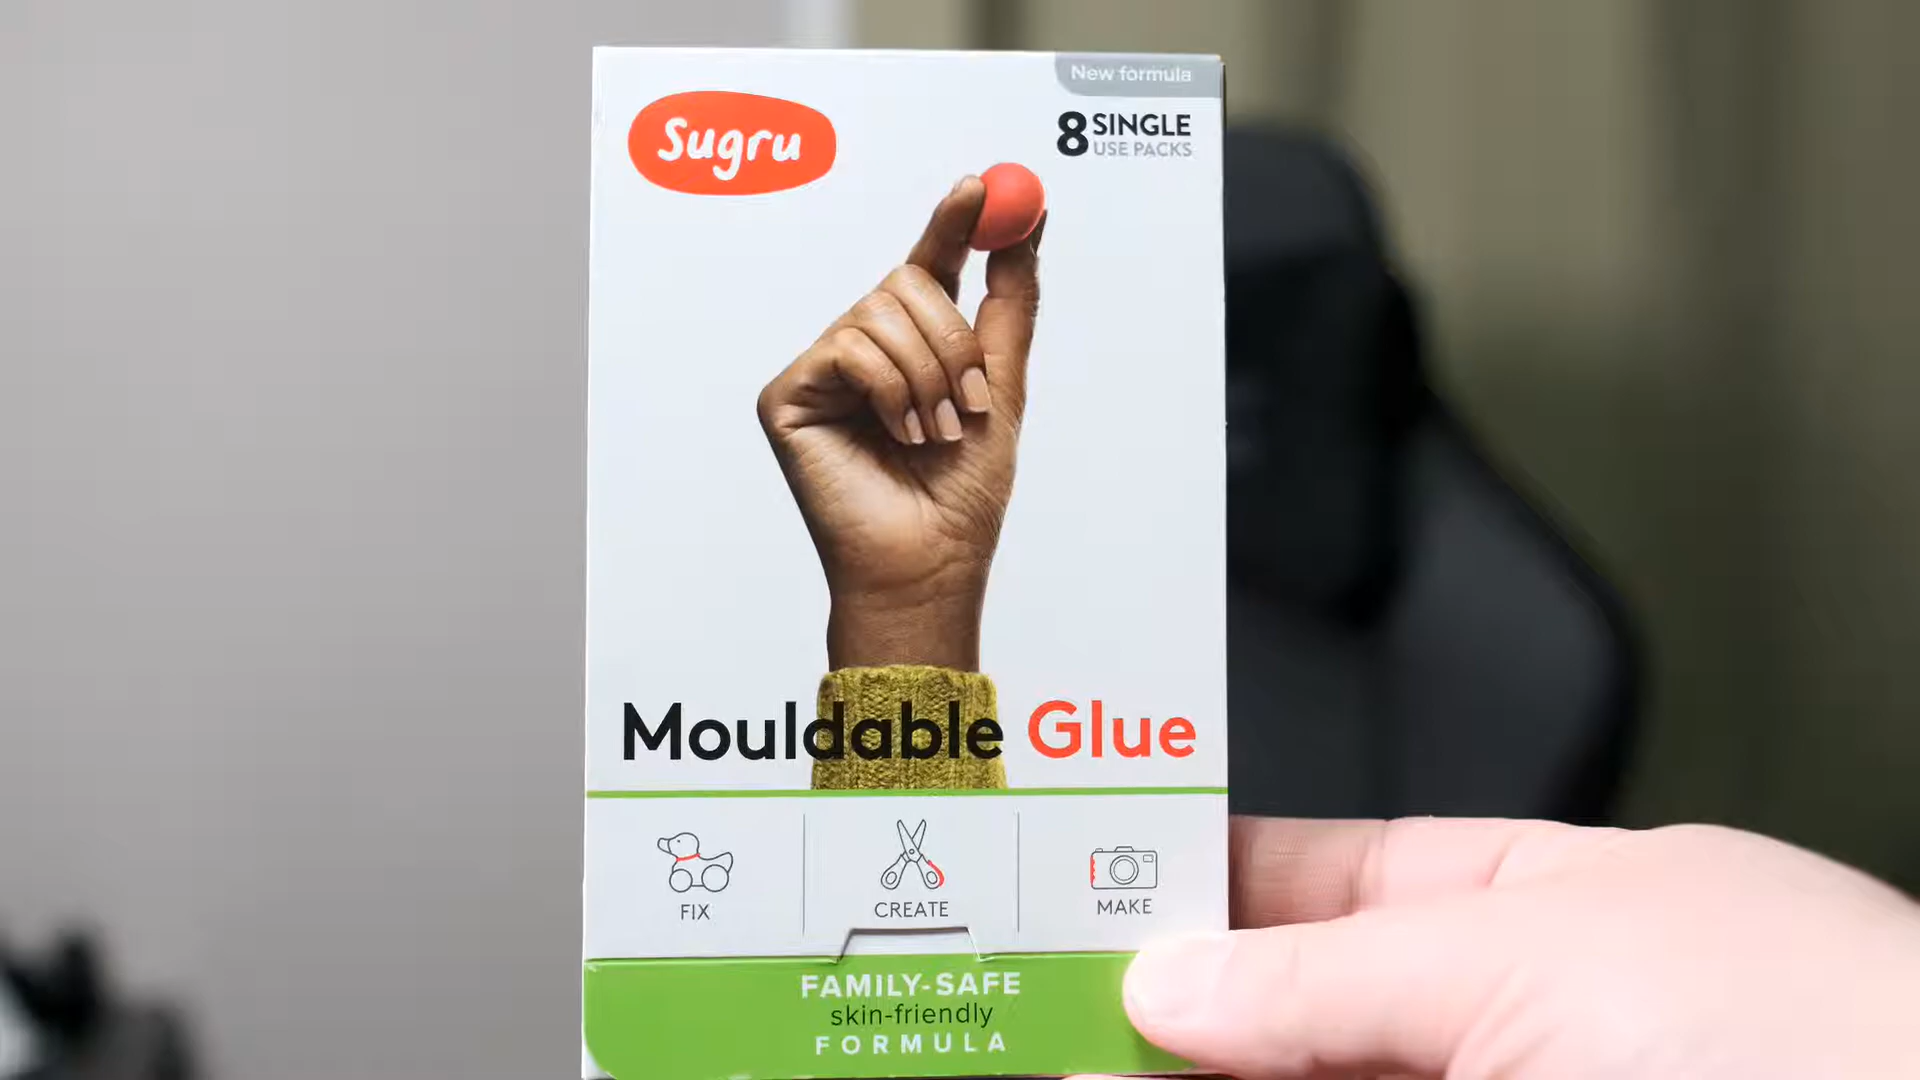 New formula
Sugru
8 SINGLE
USE PACKS
Mouldable Glue
FIX
CREATE
MAKE
FAMILY-SAFE
skin-friendly
FORMULA